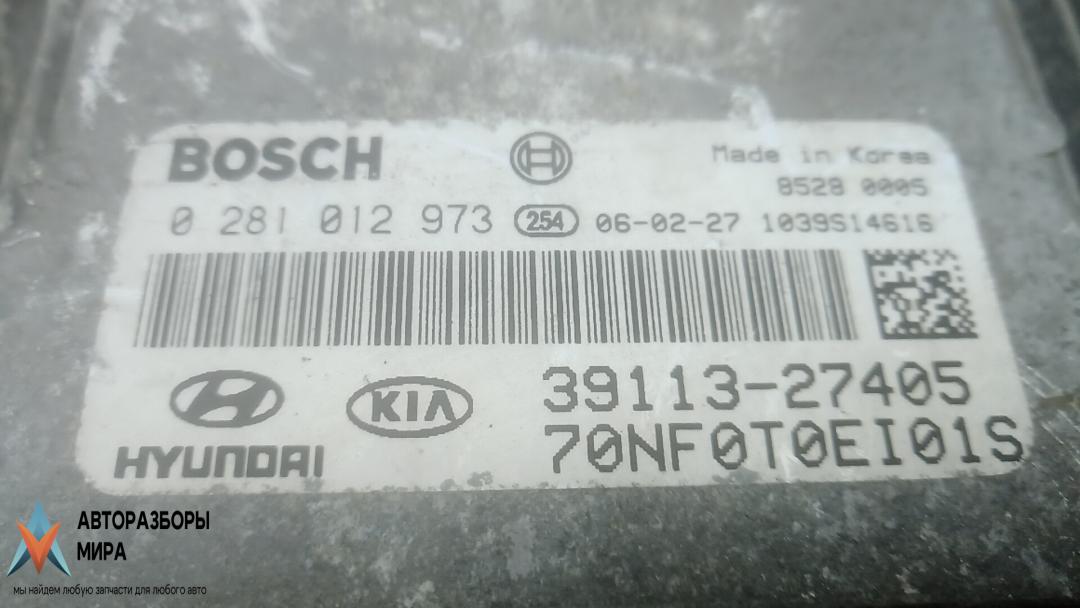 BOSCH
Made in Korea
8528 0005
0 281 012 973 254 06-02-27 1039S14616
HYUNDAI
KIA
39113-27405
70NF0T0EI01S
АВТОРАЗБОРЫ
МИРА
мы найдем любую запчасти для любого авто